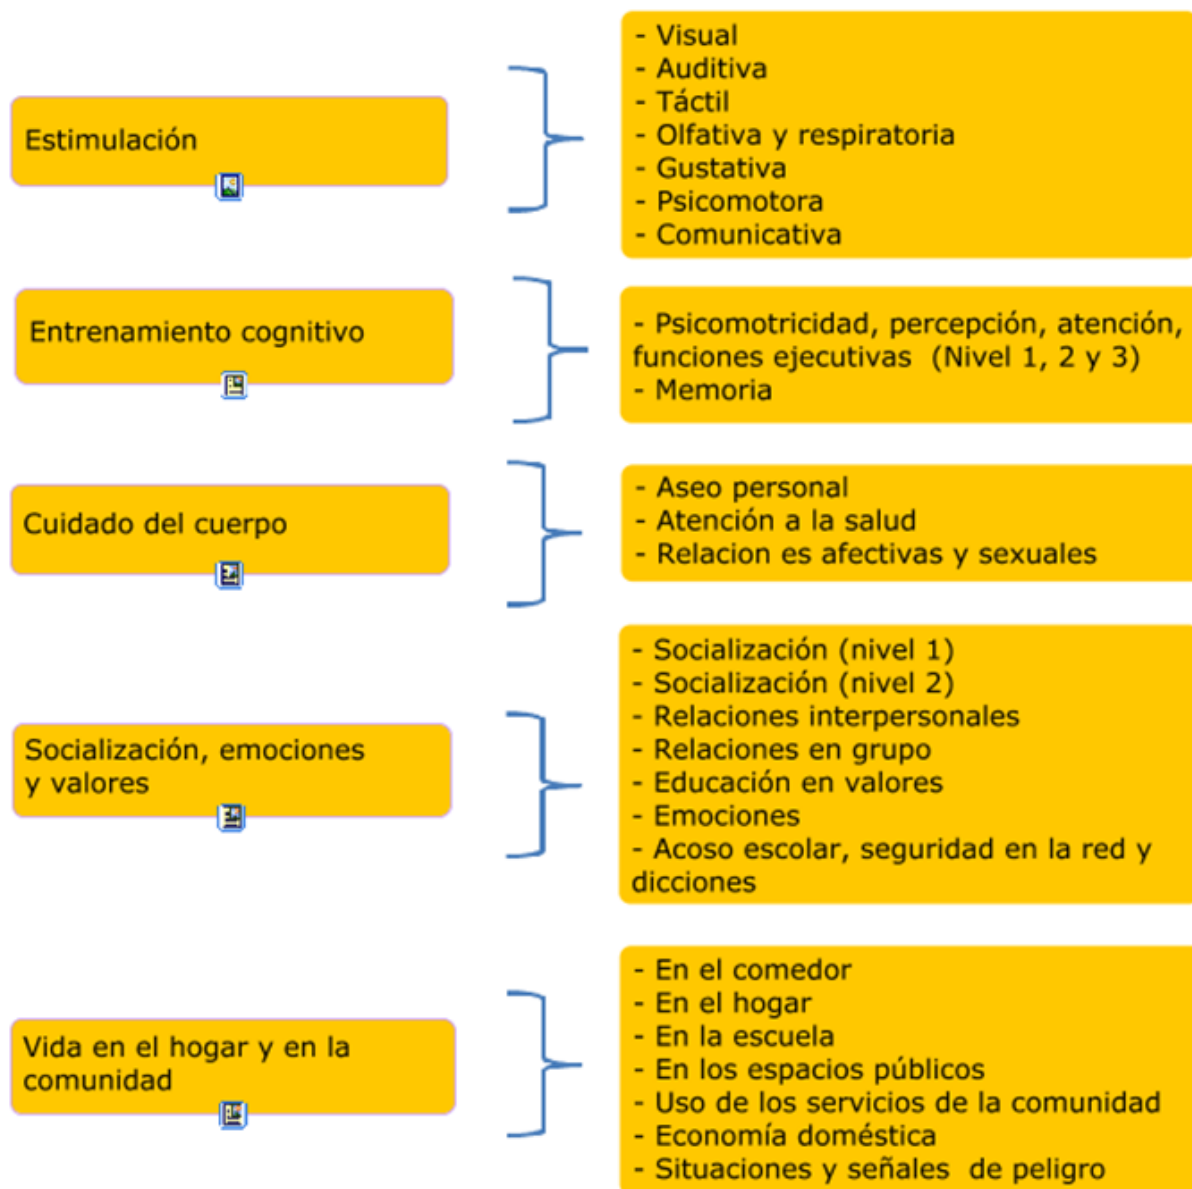 Estimulación
- Visual
- Auditiva
- Táctil
- Olfativa y respiratoria
- Gustativa
- Psicomotora
- Comunicativa
Entrenamiento cognitivo
- Psicomotricidad, percepción, atención,
funciones ejecutivas  (Nivel 1, 2 y 3)
- Memoria
Cuidado del cuerpo
- Aseo personal
- Atención a la salud
- Relacion es afectivas y sexuales
Socialización, emociones
y valores
- Socialización (nivel 1)
- Socialización (nivel 2)
- Relaciones interpersonales
- Relaciones en grupo
- Educación en valores
- Emociones
- Acoso escolar, seguridad en la red y
dicciones
Vida en el hogar y en la
comunidad
- En el comedor
- En el hogar
- En la escuela
- En los espacios públicos
- Uso de los servicios de la comunidad
- Economía doméstica
- Situaciones y señales  de peligro